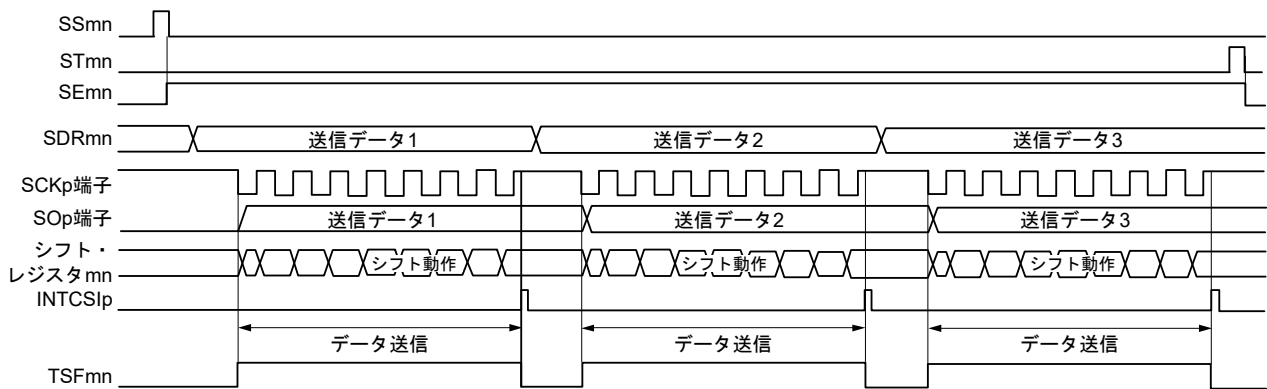 SSmn
STmn
SEmn
SDRmn 送信データ1 送信データ2 送信データ3
SCKp端子
SOp端子 送信データ1 送信データ2 送信データ3
シフト・
レジスタmn シフト動作 シフト動作 シフト動作
INTCSIp
データ送信 データ送信 データ送信
TSFmn